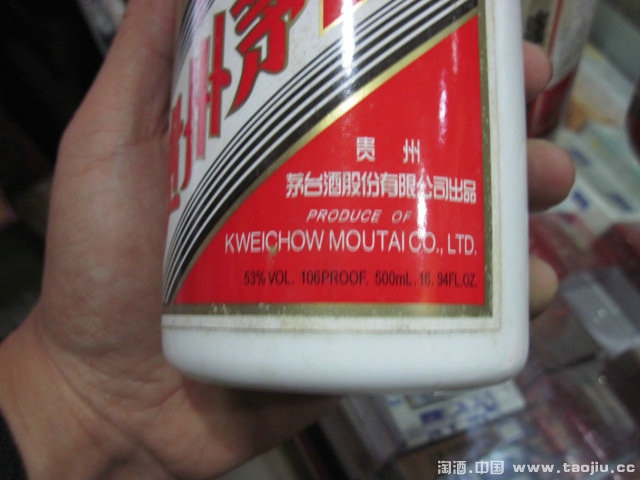 贵 州
茅台酒股份有限公司出品
PRODUCE OF
KWEICHOW MOUTAI CO., LTD.
53% VOL. 106PROOF. 500mL, 16. 94FL.OZ.
淘酒.中国 www.taojiu.cc